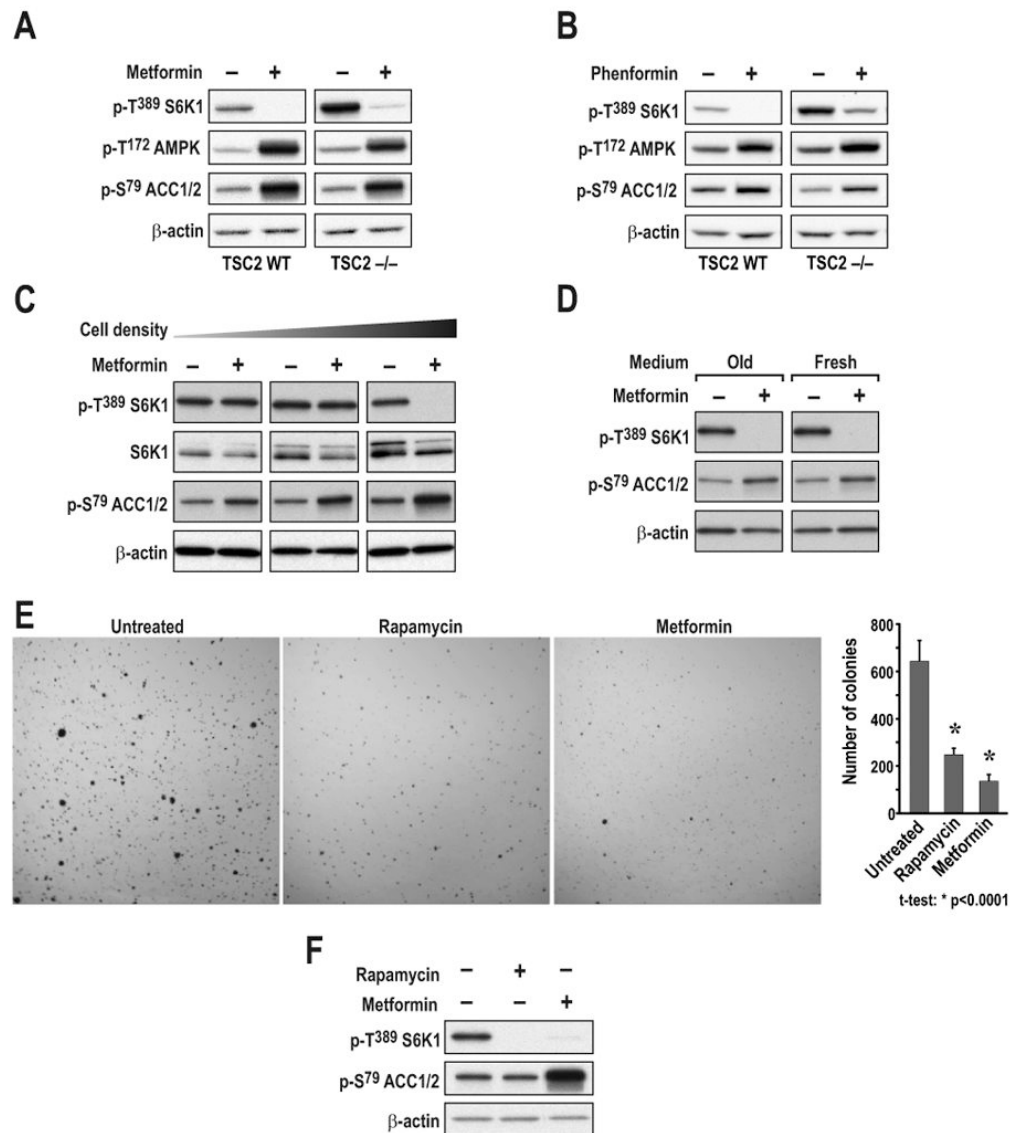 A
Metformin – + – +
p-T389 S6K1
p-T172 AMPK
p-S79 ACC1/2
β-actin
TSC2 WT TSC2 –/–
B
Phenformin – + – +
p-T389 S6K1
p-T172 AMPK
p-S79 ACC1/2
β-actin
TSC2 WT TSC2 –/–
C
Cell density
Metformin – + – + – +
p-T389 S6K1
S6K1
p-S79 ACC1/2
β-actin
D
Medium Old Fresh
Metformin – + – +
p-T389 S6K1
p-S79 ACC1/2
β-actin
E
Untreated Rapamycin Metformin
Number of colonies
800
600
400
200
0
* *
Untreated
Rapamycin
Metformin
t-test: * p<0.0001
F
Rapamycin – + –
Metformin – – +
p-T389 S6K1
p-S79 ACC1/2
β-actin